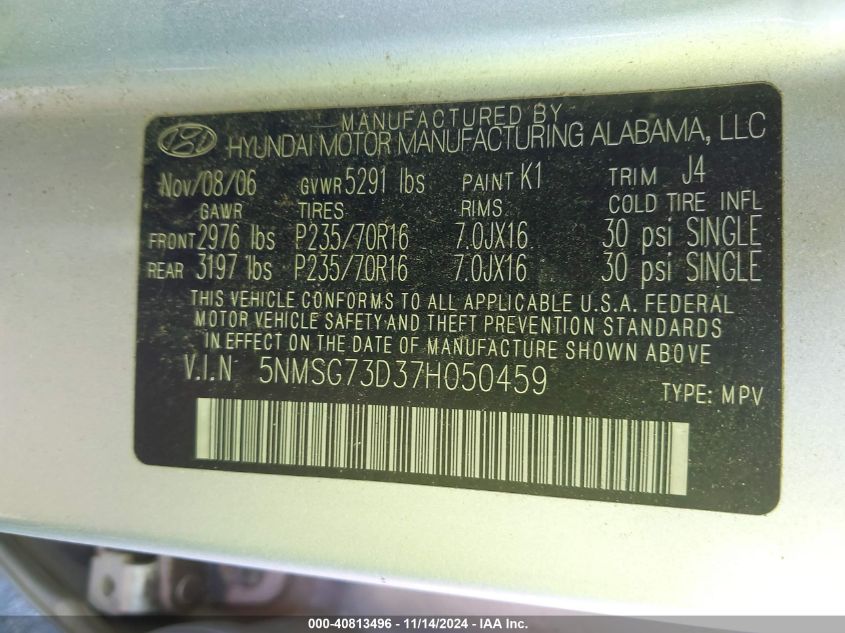 MANUFACTURED BY
HYUNDAI MOTOR MANUFACTURING ALABAMA, LLC
Nov/08/06 GVWR 5291 lbs PAINT K1 TRIM J4
GAWR TIRES RIMS COLD TIRE INFL
FRONT 2976 lbs P235/70R16 7.0JX16 30 psi SINGLE
REAR 3197 lbs P235/70R16 7.0JX16 30 psi SINGLE
THIS VEHICLE CONFORMS TO ALL APPLICABLE U.S.A. FEDERAL
MOTOR VEHICLE SAFETY AND THEFT PREVENTION STANDARDS
IN EFFECT ON THE DATE OF MANUFACTURE SHOWN ABOVE
V.I.N 5NMSG73D37H050459 TYPE: MPV
000-40813496 - 11/14/2024 - IAA Inc.